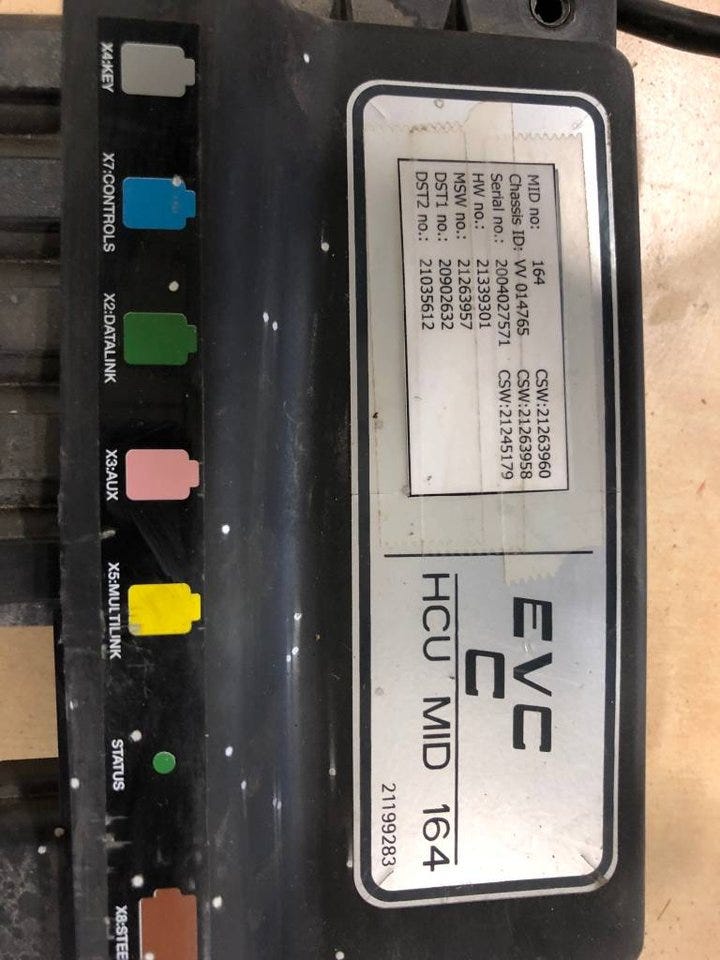 MID no: 164 CSW:21263960
Chassis ID: VV 014765 CSW:21263958
Serial no.: 2004027571 CSW:21245179
HW no.: 21339301
MSW no.: 21263957
DST1 no.: 20902632
DST2 no.: 21035612
EVC
C
HCU MID 164
21199283
X4:KEY
X7:CONTROLS
X2:DATALINK
X3:AUX
X5:MULTILINK
STATUS
X8:STEE